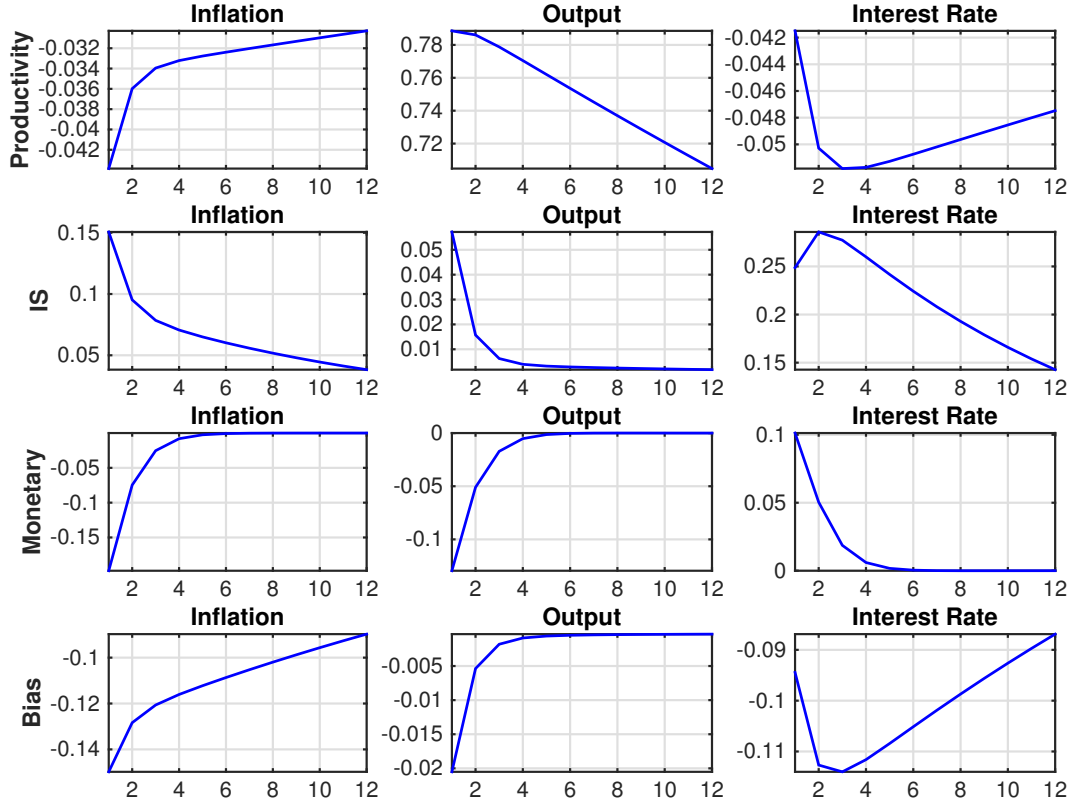 Inflation
Output
Interest Rate
Productivity
-0.032
-0.034
-0.036
-0.038
-0.04
-0.042
2 4 6 8 10 12
0.78
0.76
0.74
0.72
2 4 6 8 10 12
-0.042
-0.044
-0.046
-0.048
-0.05
2 4 6 8 10 12
Inflation
Output
Interest Rate
IS
0.15
0.1
0.05
2 4 6 8 10 12
0.05
0.04
0.03
0.02
0.01
2 4 6 8 10 12
0.25
0.2
0.15
2 4 6 8 10 12
Inflation
Output
Interest Rate
Monetary
-0.05
-0.1
-0.15
2 4 6 8 10 12
0
-0.05
-0.1
2 4 6 8 10 12
0.1
0.05
0
2 4 6 8 10 12
Inflation
Output
Interest Rate
Bias
-0.1
-0.12
-0.14
2 4 6 8 10 12
-0.005
-0.01
-0.015
-0.02
2 4 6 8 10 12
-0.09
-0.1
-0.11
2 4 6 8 10 12